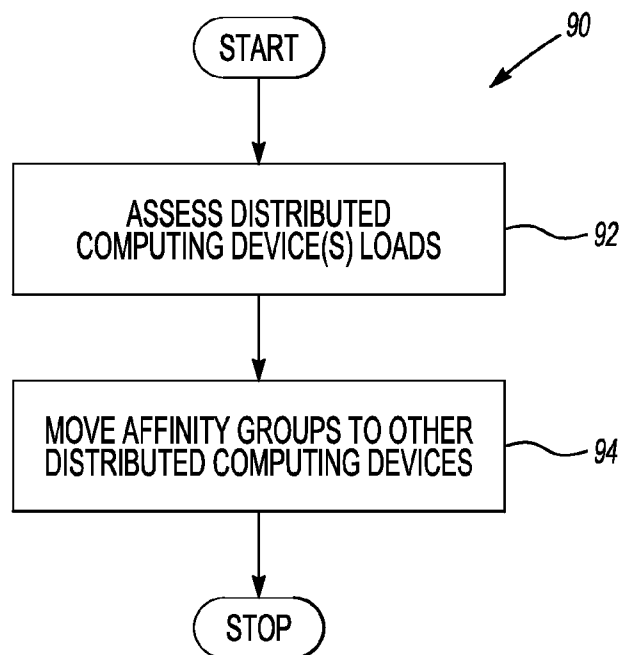 START
90
ASSESS DISTRIBUTED
COMPUTING DEVICE(S) LOADS
92
MOVE AFFINITY GROUPS TO OTHER
DISTRIBUTED COMPUTING DEVICES
94
STOP